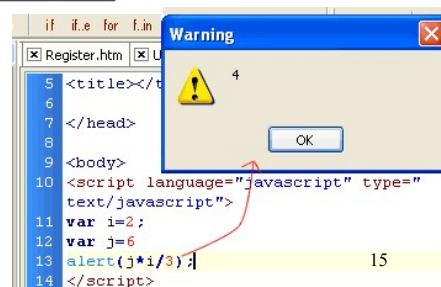 if if..e for f..in
Warning
Register.htm U
4
OK
5 <title></t
6
7 </head>
8
9 <body>
10 <script language="javascript" type="
text/javascript">
11 var i=2;
12 var j=6
13 alert(j*i/3);
15
14 </script>